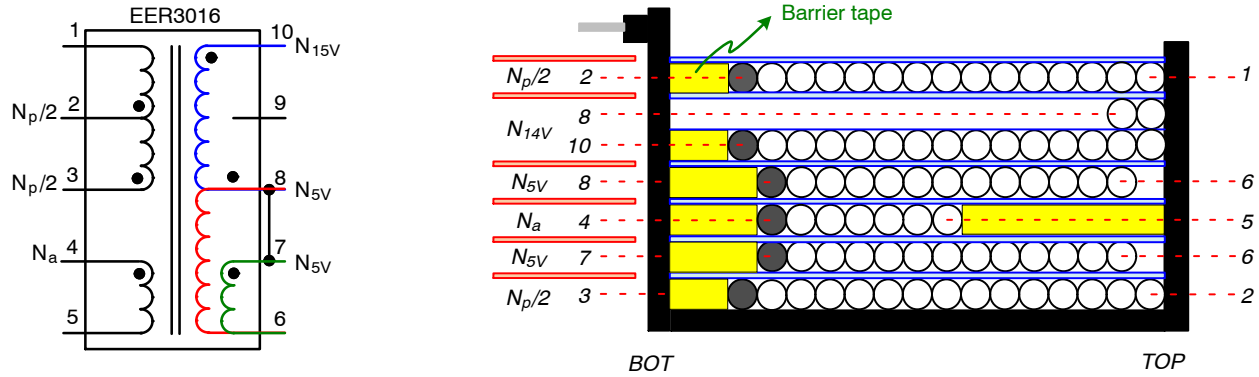 EER3016
1
10
N15V
Np/2
2
9
Np/2
3
8
N5V
Na
4
7
N5V
5
6
Barrier tape
Np/2 2 1
8
N14V
10
N5V 8 6
Na 4 5
N5V 7 6
Np/2 3 2
BOT
TOP